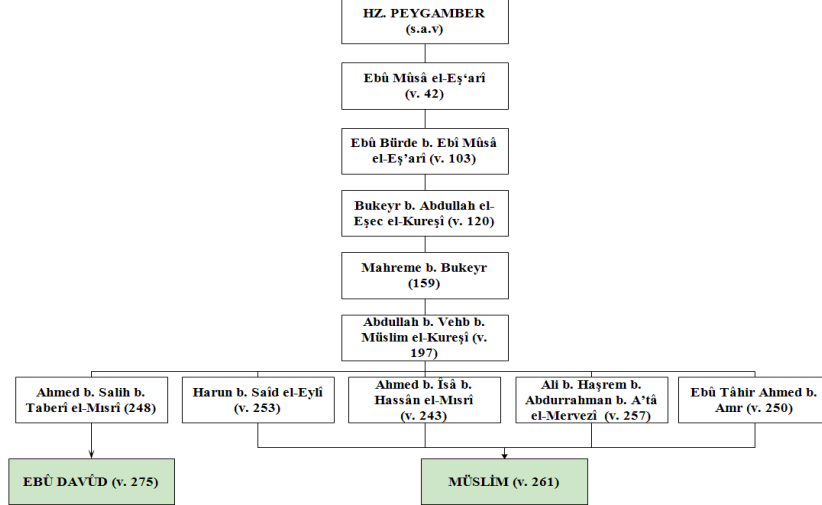 HZ. PEYGAMBER
(s.a.v)
Ebû Mûsâ el-Eş‘arî
(v. 42)
Ebû Bürde b. Ebî Mûsâ
el-Eş’arî (v. 103)
Bukeyr b. Abdullah el-
Eşec el-Kureşî (v. 120)
Mahreme b. Bukeyr
(159)
Abdullah b. Vehb b.
Müslim el-Kureşî (v.
197)
Ahmed b. Salih b.
Taberî el-Mısrî (248)
Harun b. Saîd el-Eylî
(v. 253)
Ahmed b. Îsâ b.
Hassân el-Mısrî
(v. 243)
Ali b. Haşrem b.
Abdurrahman b. A’tâ
el-Mervezî (v. 257)
Ebû Tâhir Ahmed b.
Amr (v. 250)
EBÛ DAVÛD (v. 275)
MÜSLİM (v. 261)